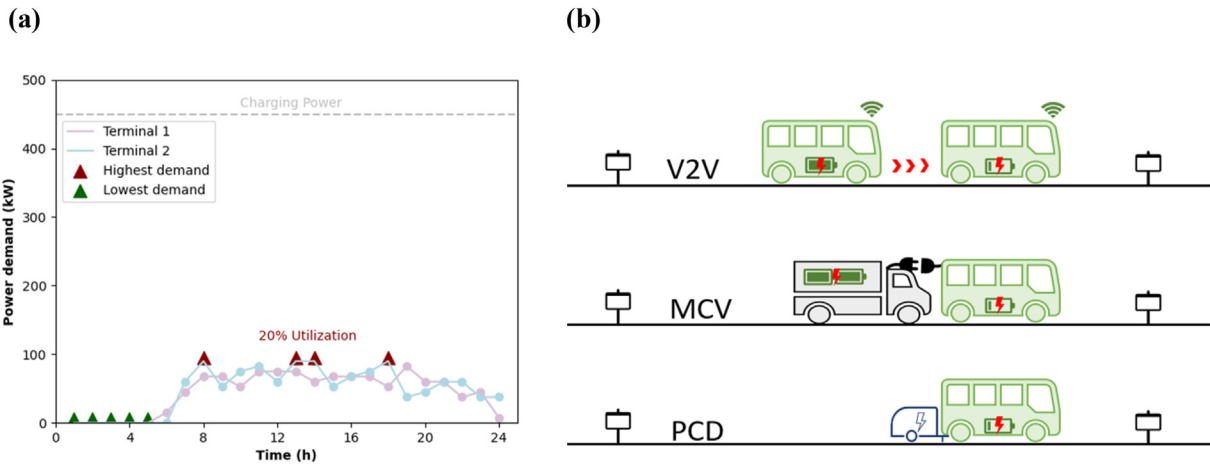 (a)
(b)
500
400
300
200
100
0
Power demand (kW)
Charging Power
Terminal 1
Terminal 2
Highest demand
Lowest demand
20% Utilization
0 4 8 12 16 20 24
Time (h)
V2V
MCV
PCD